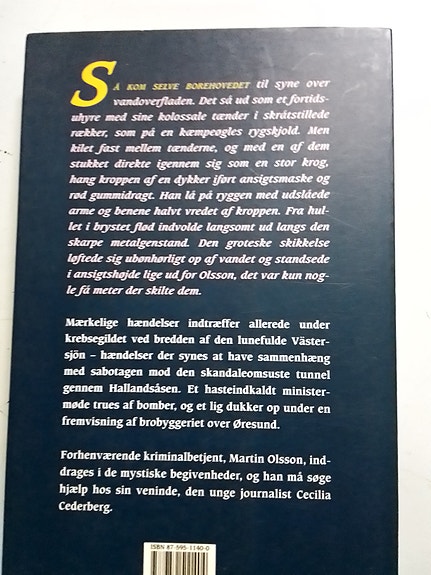 SÅ KOM SELVE BOREHOVEDET til syne over
vandoverfladen. Det så ud som et fortids-
uhyre med sine kolossale tænder i skråtstillede
rækker, som på en kæmpeøgles rygskjold. Men
kilet fast mellem tænderne, og med en af dem
stukket direkte igennem sig som en stor krog,
hang kroppen af en dykker iført ansigtsmaske og
rød gummidragt. Han lå på ryggen med udslåede
arme og benene halvt vredet af kroppen. Fra hul-
let i brystet flød indvolde langsomt ud langs den
skarpe metalgenstand. Den groteske skikkelse
løftede sig ubønhørligt op af vandet og standsede
i ansigtshøjde lige ud for Olsson, det var kun nog-
le få meter der skilte dem.
Mærkelige hændelser indtræffer allerede under
krebsegildet ved bredden af den lunefulde Väster-
sjön – hændelser der synes at have sammenhæng
med sabotagen mod den skandaleomsuste tunnel
gennem Hallandsåsen. Et hasteindkaldt minister-
møde trues af bomber, og et lig dukker op under en
fremvisning af brobyggeriet over Øresund.
Forhenværende kriminalbetjent, Martin Olsson, ind-
drages i de mystiske begivenheder, og han må søge
hjælp hos sin veninde, den unge journalist Cecilia
Cederberg.
ISBN 87-595-1140-0